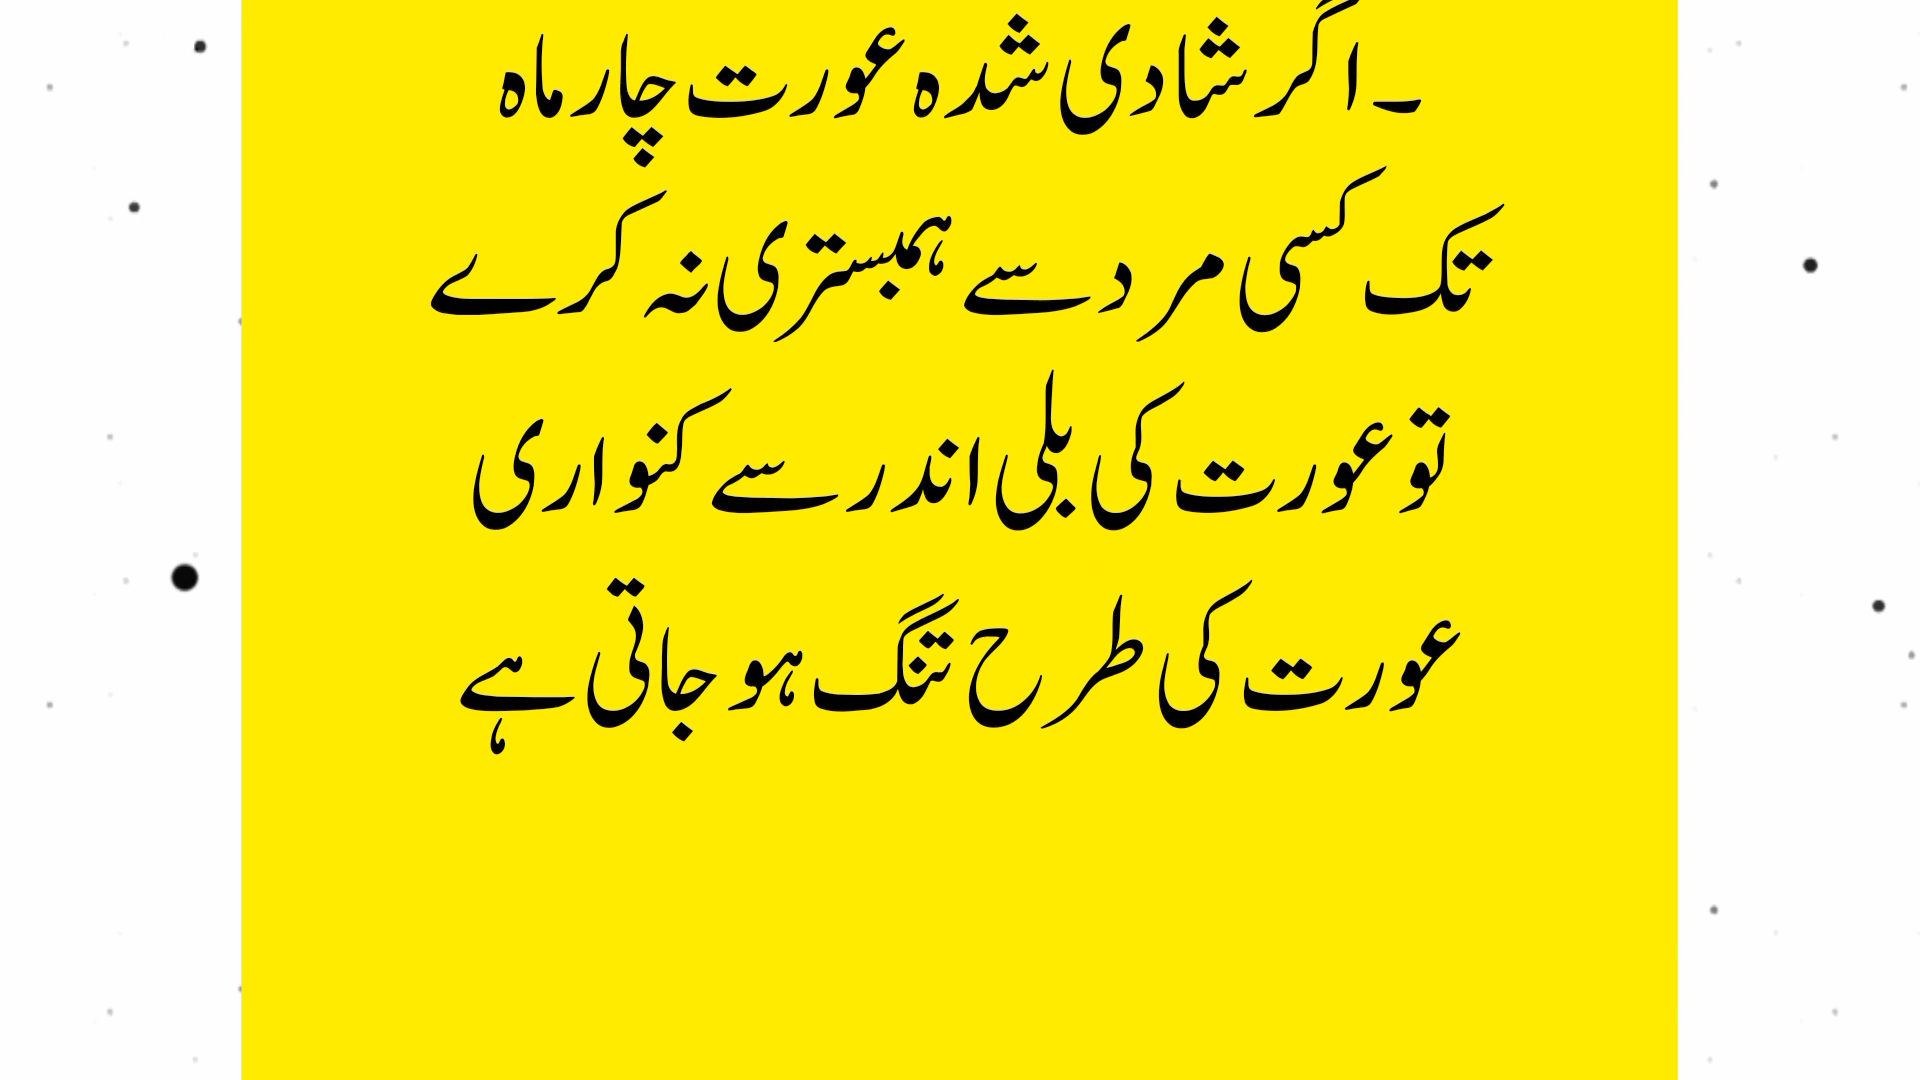 ۔اگر شادی شدہ عورت چار ماہ
تک کسی مرد سے ہمبستری نہ کرے
تو عورت کی بلی اندر سے کنواری
عورت کی طرح تنگ ہو جاتی ہے